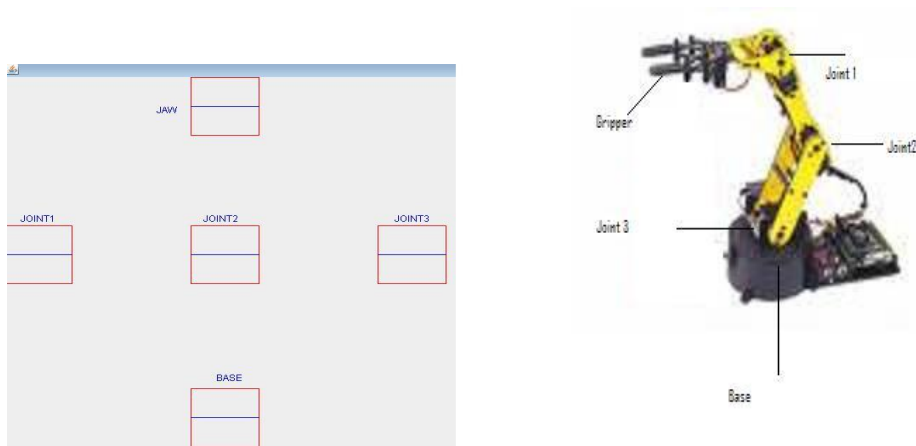 JAW
JOINT1
JOINT2
JOINT3
BASE
Joint 1
Gripper
Joint2
Joint 3
Base